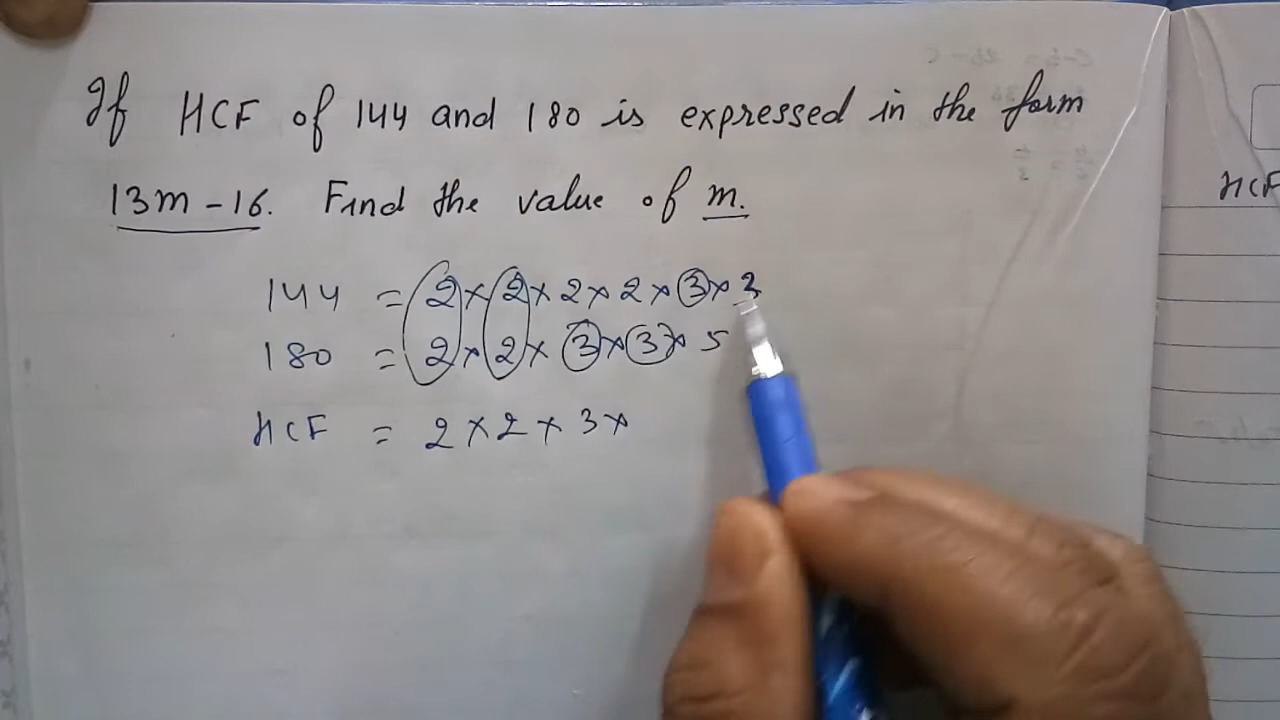 If HCF of 144 and 180 is expressed in the form
13m - 16. Find the value of m.
144 = 2 × 2 × 2 × 2 × 3 × 3
180 = 2 × 2 × 3 × 3 × 5
HCF = 2 × 2 × 3 ×
HCF